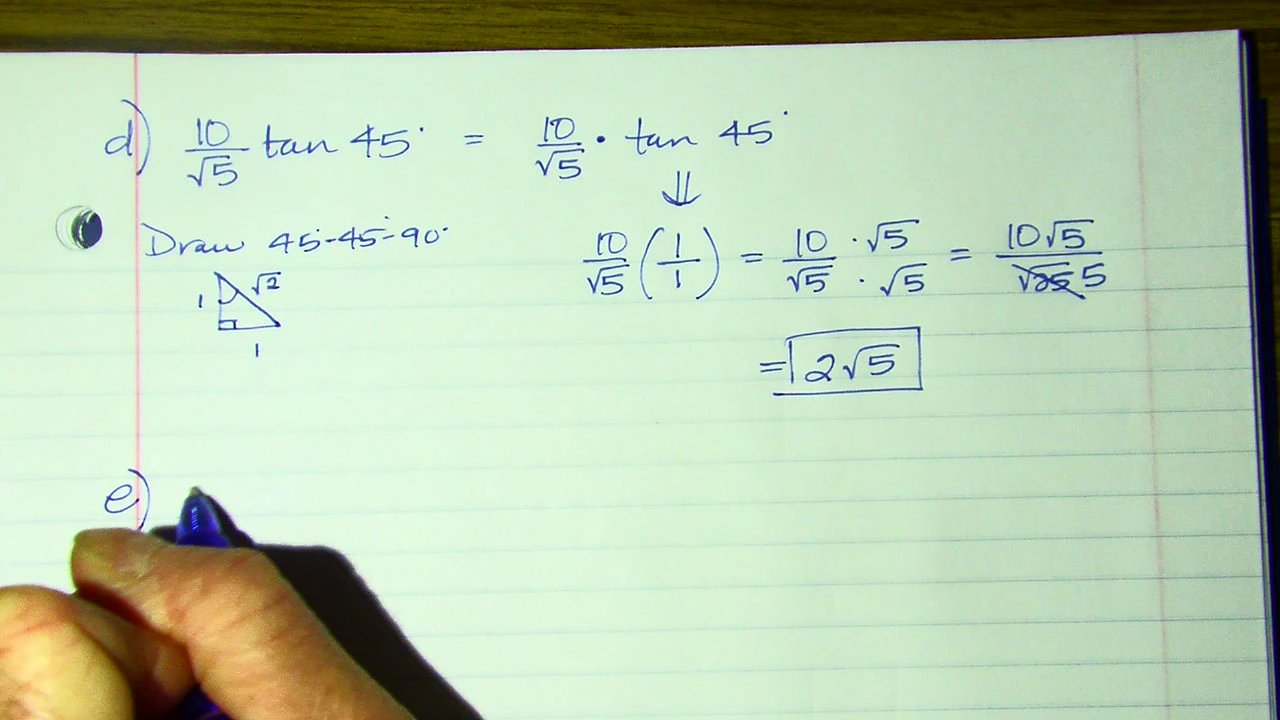 d) 10/√5 tan 45° = 10/√5 · tan 45°
⇓
Draw 45°-45°-90°
10/√5 (1/1) = 10/√5 · √5/√5 = 10√5/√25 5
1 √2
1
= 2√5
e)